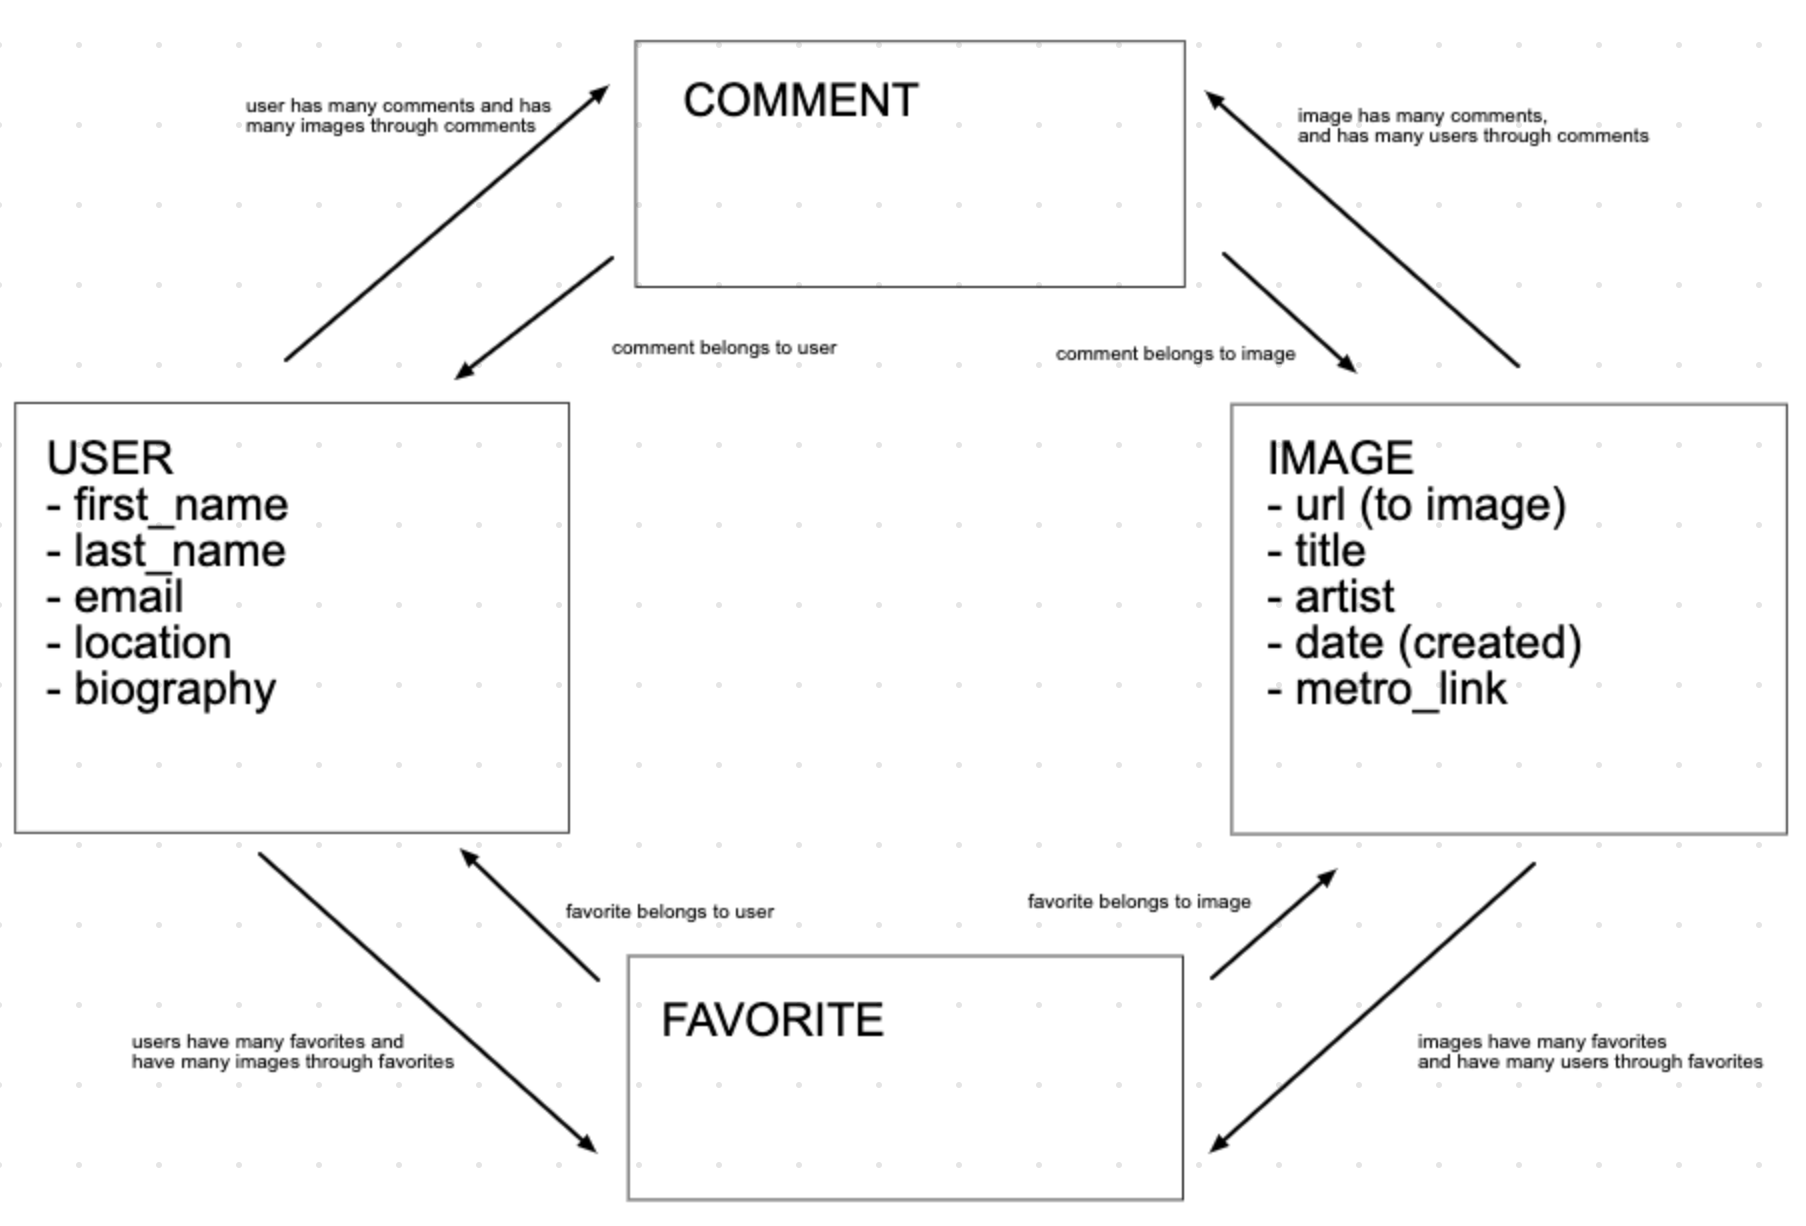 COMMENT
user has many comments and has
many images through comments
image has many comments,
and has many users through comments
comment belongs to user
comment belongs to image
USER
- first_name
- last_name
- email
- location
- biography
IMAGE
- url (to image)
- title
- artist
- date (created)
- metro_link
favorite belongs to user
favorite belongs to image
FAVORITE
users have many favorites and
have many images through favorites
images have many favorites
and have many users through favorites